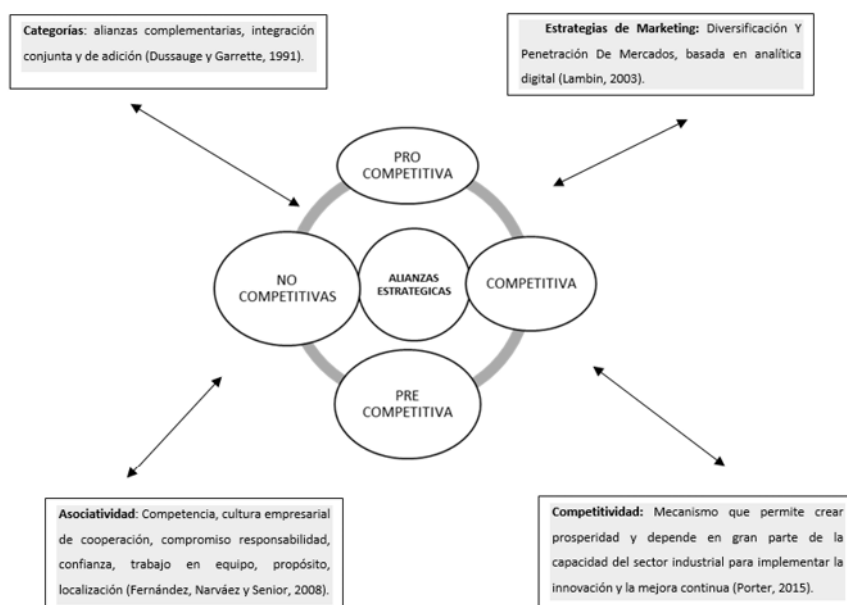 Categorías: alianzas complementarias, integración
conjunta y de adición (Dussauge y Garrette, 1991).
Estrategias de Marketing: Diversificación Y
Penetración De Mercados, basada en analítica
digital (Lambin, 2003).
PRO
COMPETITIVA
NO
COMPETITIVAS
ALIANZAS
ESTRATEGICAS
COMPETITIVA
PRE
COMPETITIVA
Asociatividad: Competencia, cultura empresarial
de cooperación, compromiso responsabilidad,
confianza, trabajo en equipo, propósito,
localización (Fernández, Narváez y Senior, 2008).
Competitividad: Mecanismo que permite crear
prosperidad y depende en gran parte de la
capacidad del sector industrial para implementar la
innovación y la mejora continua (Porter, 2015).